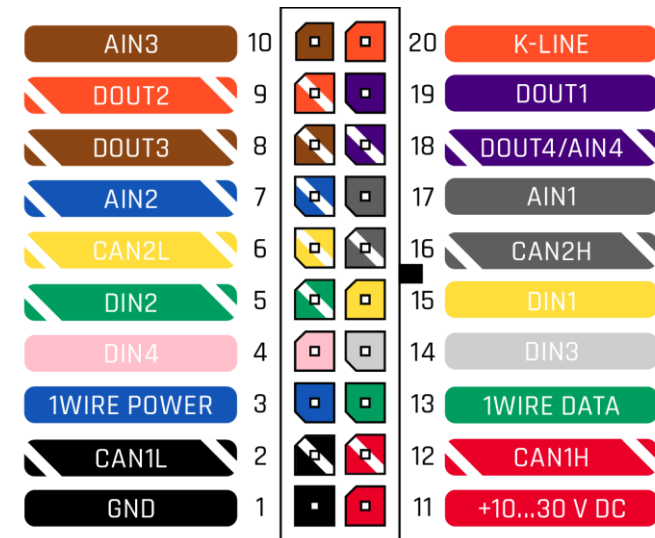 AIN3 10 20 K-LINE
DOUT2 9 19 DOUT1
DOUT3 8 18 DOUT4/AIN4
AIN2 7 17 AIN1
CAN2L 6 16 CAN2H
DIN2 5 15 DIN1
DIN4 4 14 DIN3
1WIRE POWER 3 13 1WIRE DATA
CAN1L 2 12 CAN1H
GND 1 11 +10...30 V DC